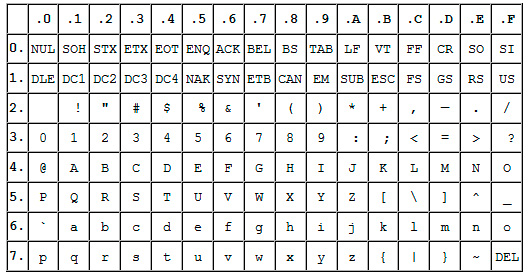 .0 .1 .2 .3 .4 .5 .6 .7 .8 .9 .A .B .C .D .E .F
0. NUL SOH STX ETX EOT ENQ ACK BEL BS TAB LF VT FF CR SO SI
1. DLE DC1 DC2 DC3 DC4 NAK SYN ETB CAN EM SUB ESC FS GS RS US
2. ! " # $ % & ' ( ) * + , — . /
3. 0 1 2 3 4 5 6 7 8 9 : ; < = > ?
4. @ A B C D E F G H I J K L M N O
5. P Q R S T U V W X Y Z [ \ ] ^ _
6. ` a b c d e f g h i j k l m n o
7. p q r s t u v w x y z { | } ~ DEL